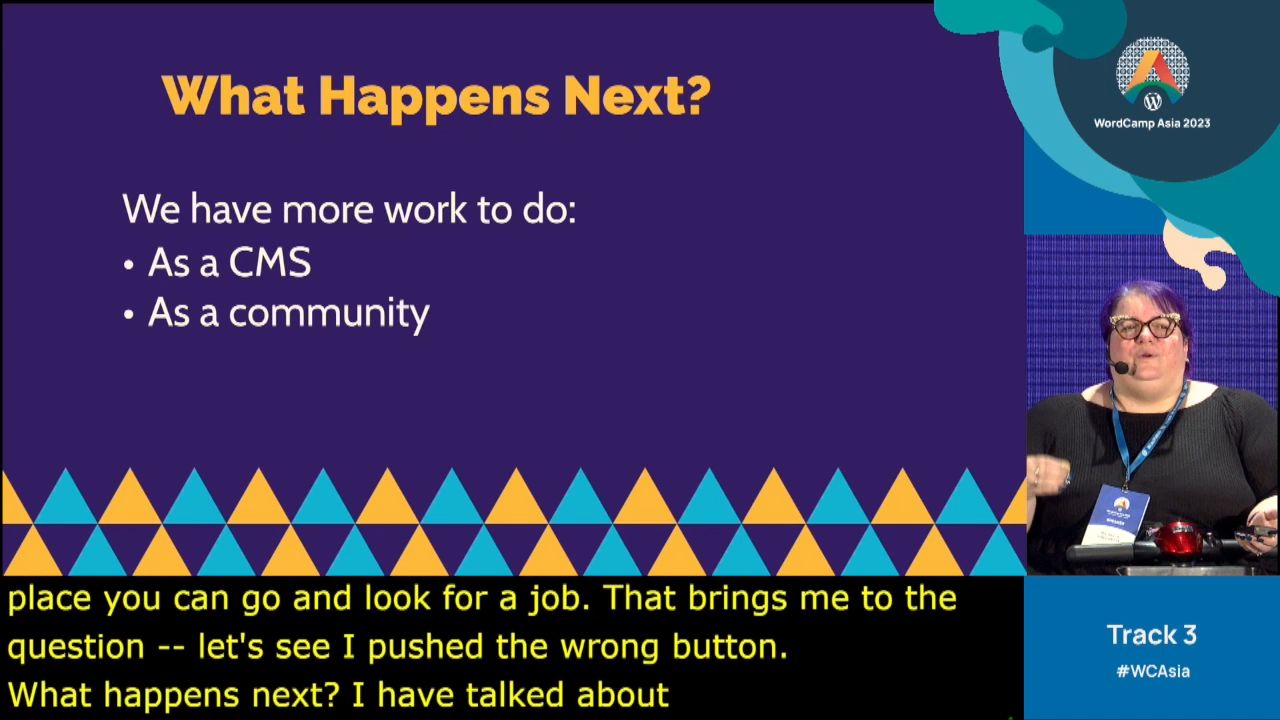 What Happens Next?
We have more work to do:
• As a CMS
• As a community
WordCamp Asia 2023
place you can go and look for a job. That brings me to the
question -- let's see I pushed the wrong button.
What happens next? I have talked about
Track 3
#WCAsia